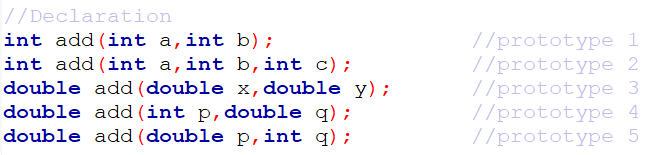 //Declaration
int add(int a,int b); //prototype 1
int add(int a,int b,int c); //prototype 2
double add(double x,double y); //prototype 3
double add(int p,double q); //prototype 4
double add(double p,int q); //prototype 5